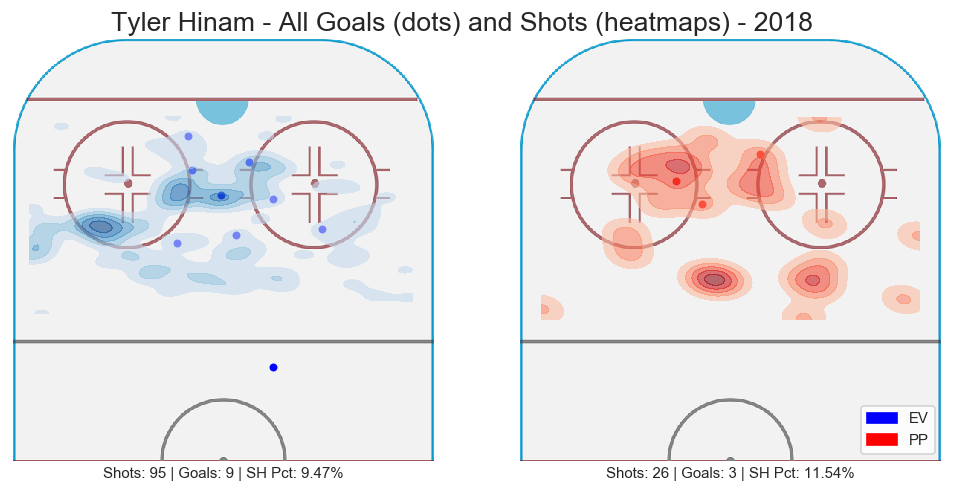 Tyler Hinam - All Goals (dots) and Shots (heatmaps) - 2018
EV
PP
Shots: 95 | Goals: 9 | SH Pct: 9.47%
Shots: 26 | Goals: 3 | SH Pct: 11.54%